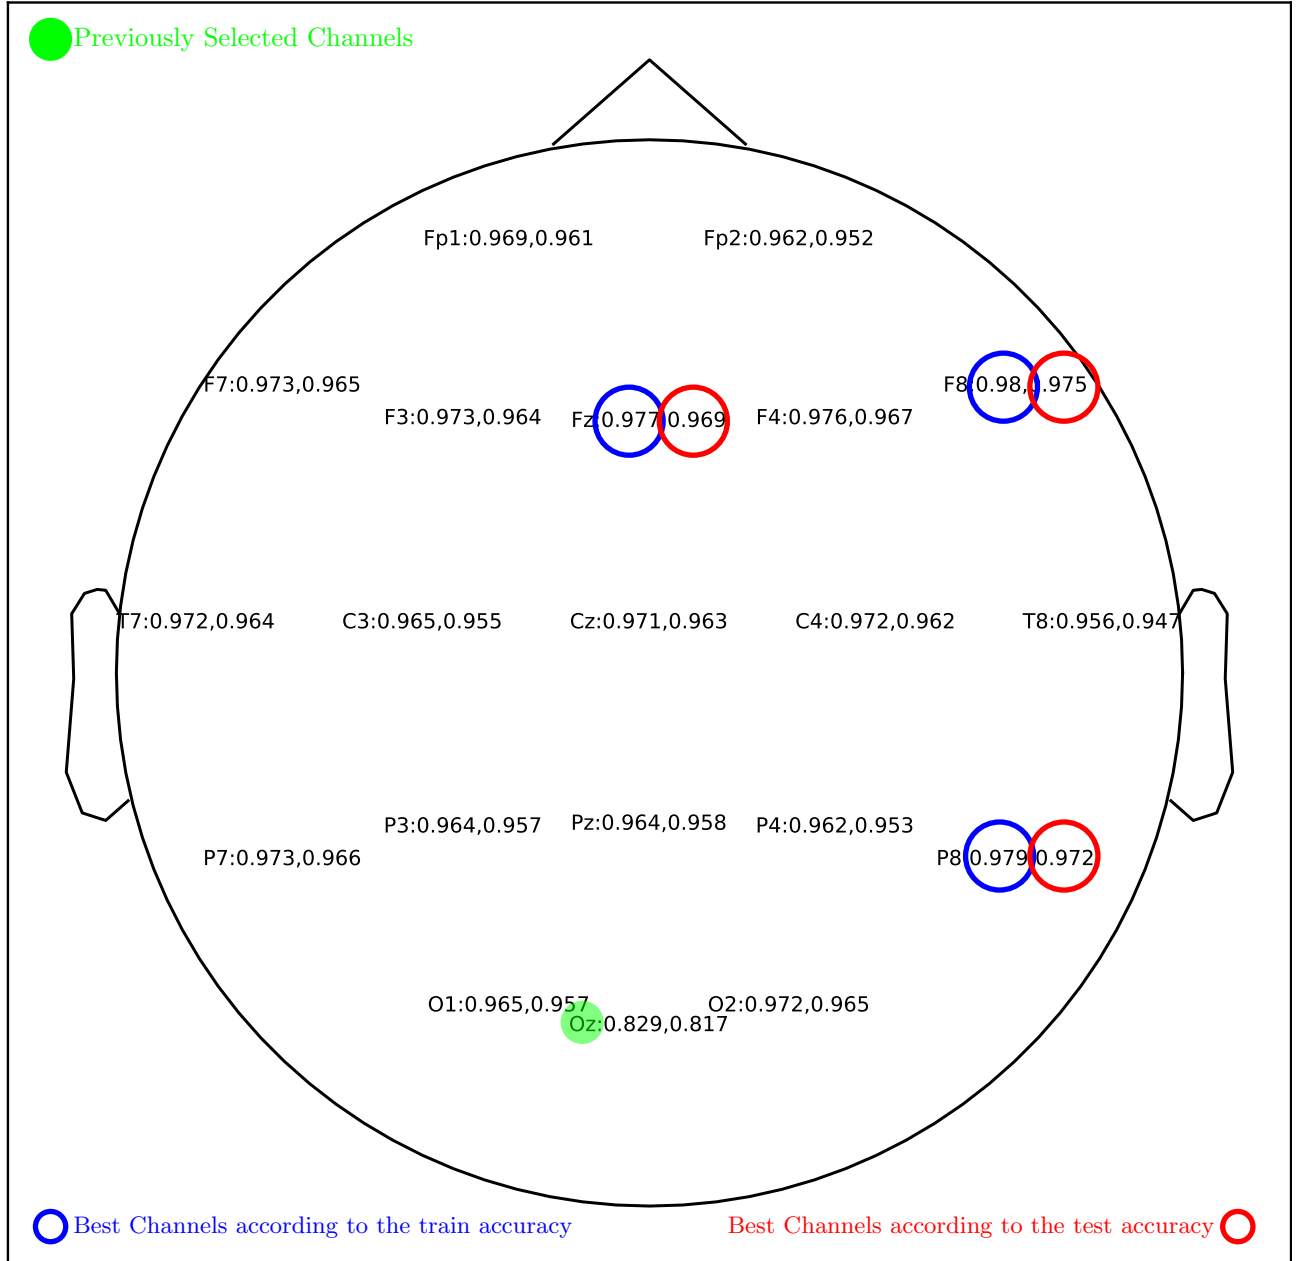 Previously Selected Channels
Fp1:0.969,0.961
Fp2:0.962,0.952
F7:0.973,0.965
F3:0.973,0.964
Fz:0.977,0.969
F4:0.976,0.967
F8:0.98,0.975
T7:0.972,0.964
C3:0.965,0.955
Cz:0.971,0.963
C4:0.972,0.962
T8:0.956,0.947
P7:0.973,0.966
P3:0.964,0.957
Pz:0.964,0.958
P4:0.962,0.953
P8:0.979,0.972
O1:0.965,0.957
Oz:0.829,0.817
O2:0.972,0.965
Best Channels according to the train accuracy
Best Channels according to the test accuracy